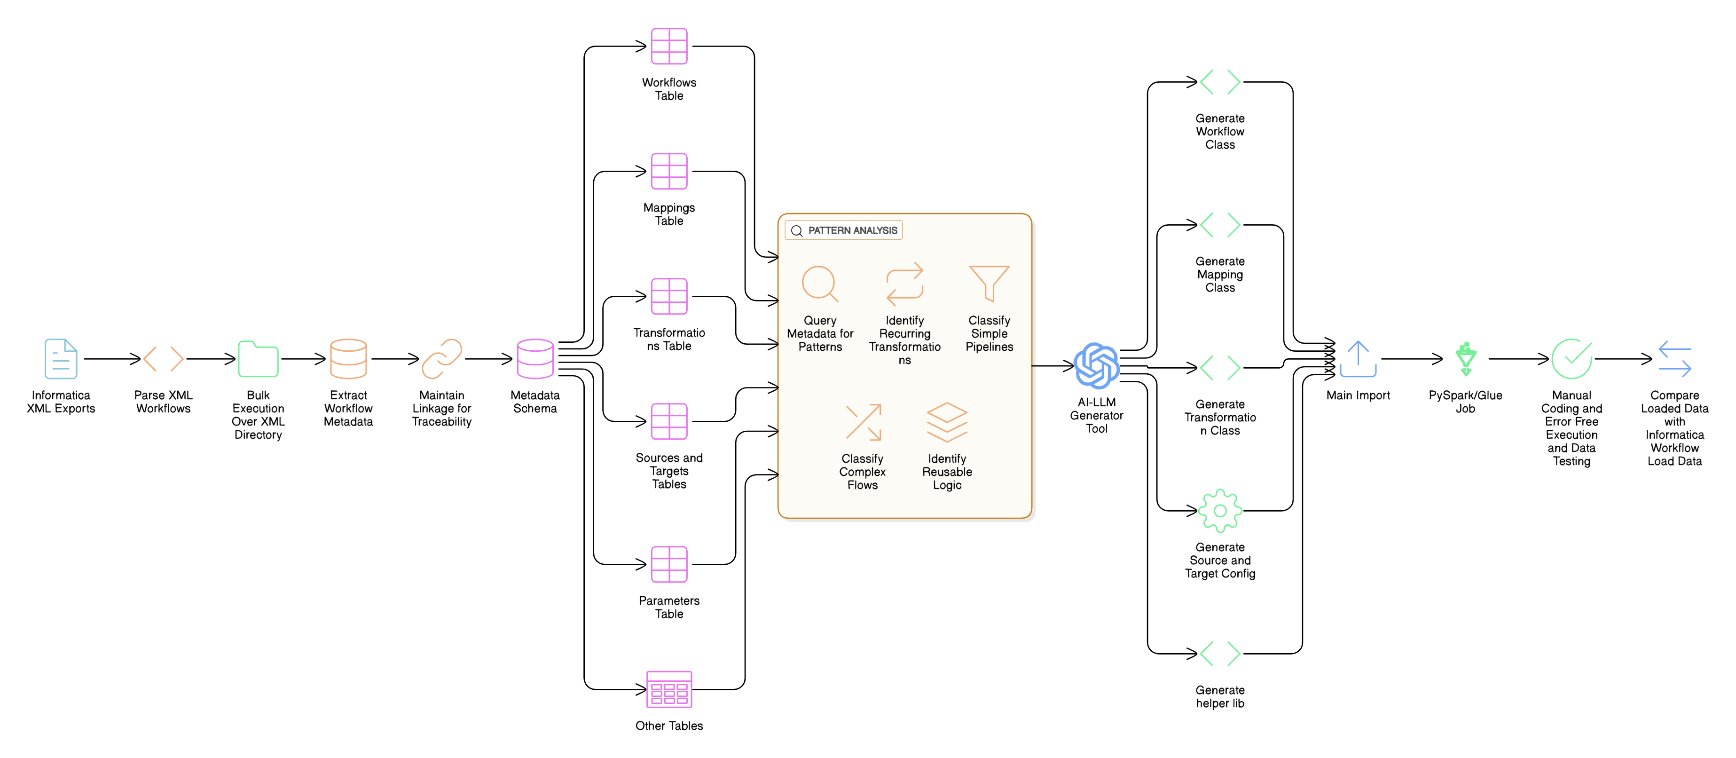 Informatica
XML Exports
Parse XML
Workflows
Bulk
Execution
Over XML
Directory
Extract
Workflow
Metadata
Maintain
Linkage for
Traceability
Metadata
Schema
Workflows
Table
Mappings
Table
Transformatio
ns Table
Sources and
Targets
Tables
Parameters
Table
Other Tables
PATTERN ANALYSIS
Query
Metadata for
Patterns
Identify
Recurring
Transformatio
ns
Classify
Simple
Pipelines
Classify
Complex
Flows
Identify
Reusable
Logic
AI-LLM
Generator
Tool
Generate
Workflow
Class
Generate
Mapping
Class
Generate
Transformatio
n Class
Generate
Source and
Target Config
Generate
helper lib
Main Import
PySpark/Glue
Job
Manual
Coding and
Error Free
Execution
and Data
Testing
Compare
Loaded Data
with
Informatica
Workflow
Load Data